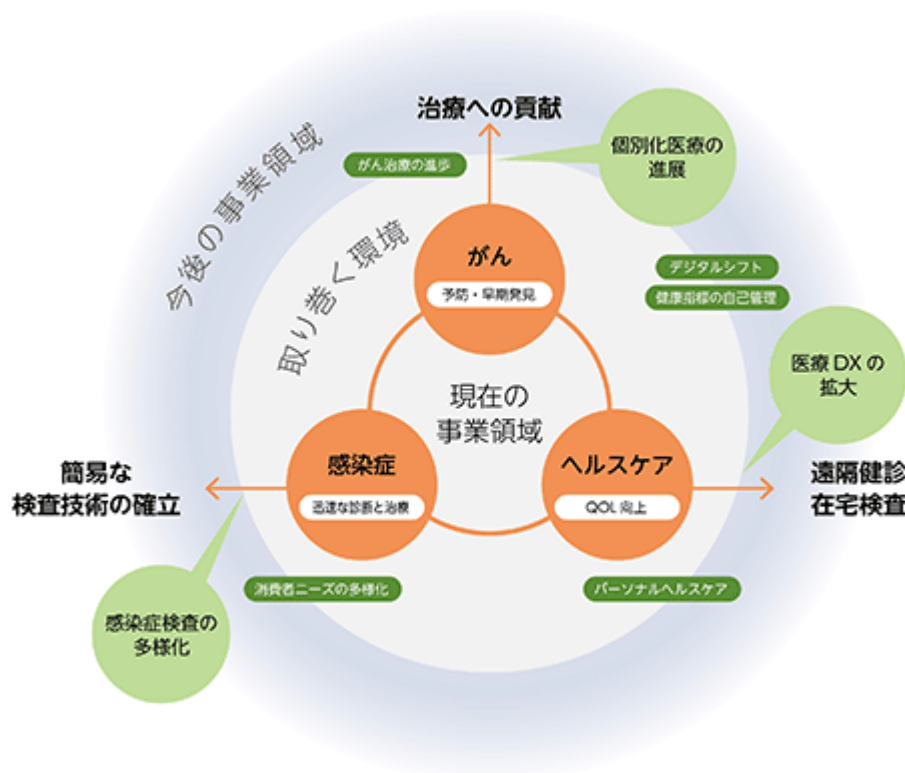 治療への貢献
個別化医療の
進展
がん治療の進歩
今後の事業領域
取り巻く環境
がん
予防・早期発見
デジタルシフト
健康指標の自己管理
医療DXの
拡大
現在の
事業領域
感染症
迅速な診断と治療
ヘルスケア
QOL向上
簡易な
検査技術の確立
遠隔健診
在宅検査
消費者ニーズの多様化
パーソナルヘルスケア
感染症検査の
多様化